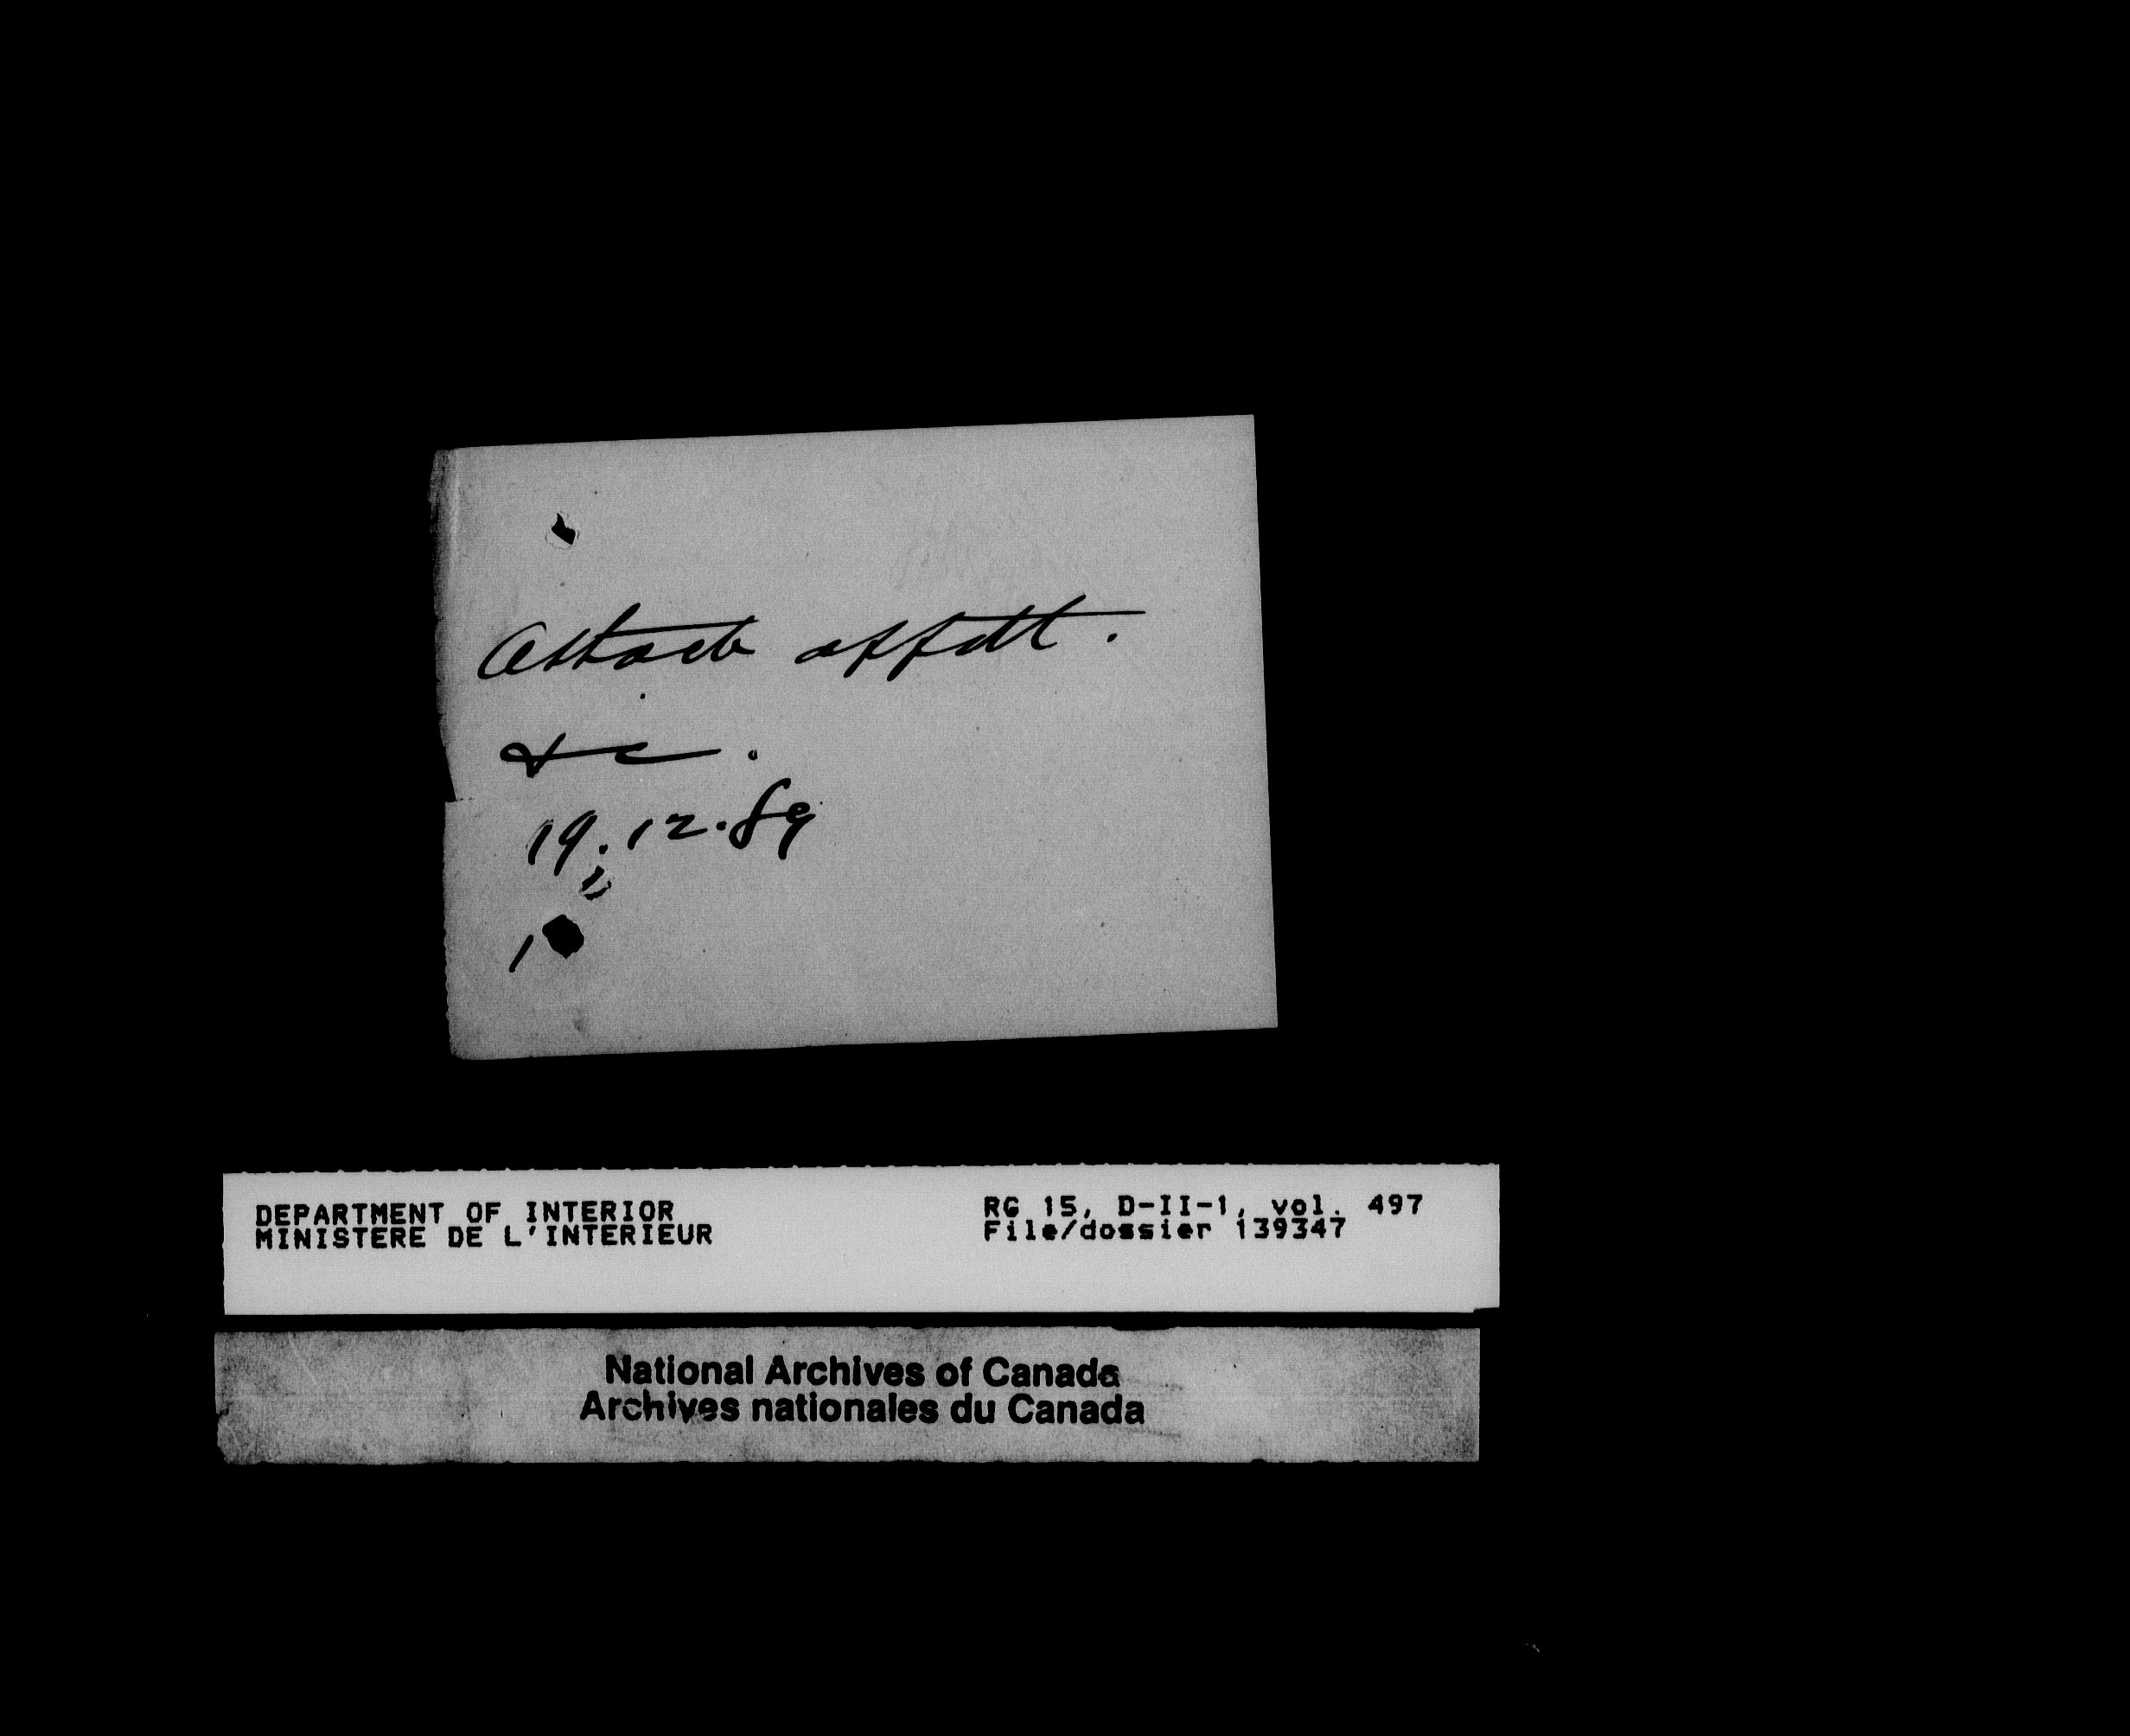 Attach affdt.
&c.
19.12.89
1
DEPARTMENT OF INTERIOR
MINISTERE DE L'INTERIEUR
RG 15, D-II-1, vol. 497
File/dossier 139347
National Archives of Canada
Archives nationales du Canada